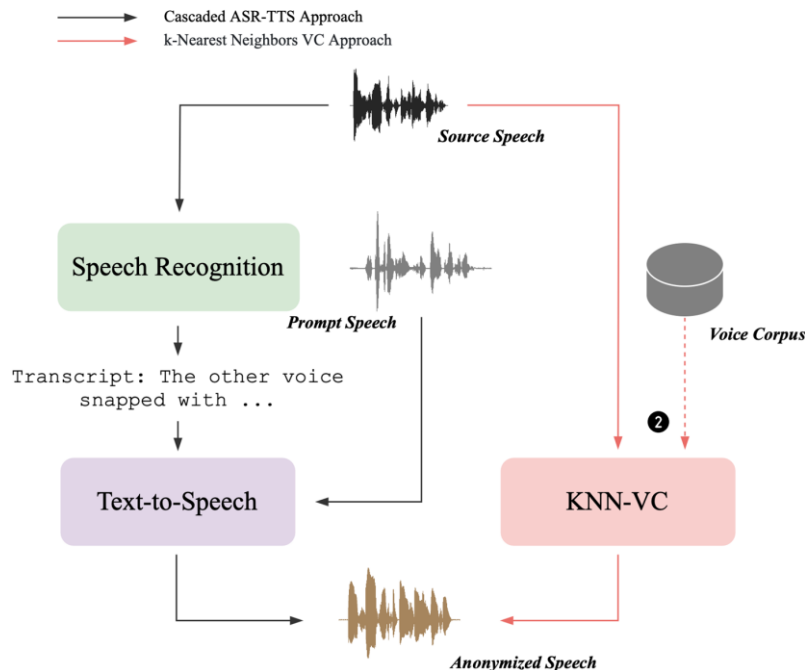 Cascaded ASR-TTS Approach
k-Nearest Neighbors VC Approach
Source Speech
Speech Recognition
Prompt Speech
Voice Corpus
Transcript: The other voice
snapped with ...
2
Text-to-Speech
KNN-VC
Anonymized Speech